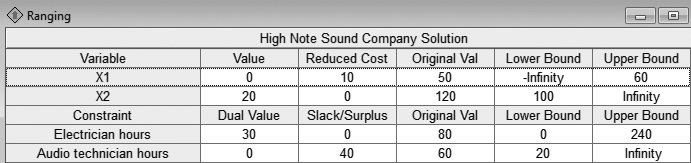 Ranging
High Note Sound Company Solution
Variable Value Reduced Cost Original Val Lower Bound Upper Bound
X1 0 10 50 -Infinity 60
X2 20 0 120 100 Infinity
Constraint Dual Value Slack/Surplus Original Val Lower Bound Upper Bound
Electrician hours 30 0 80 0 240
Audio technician hours 0 40 60 20 Infinity